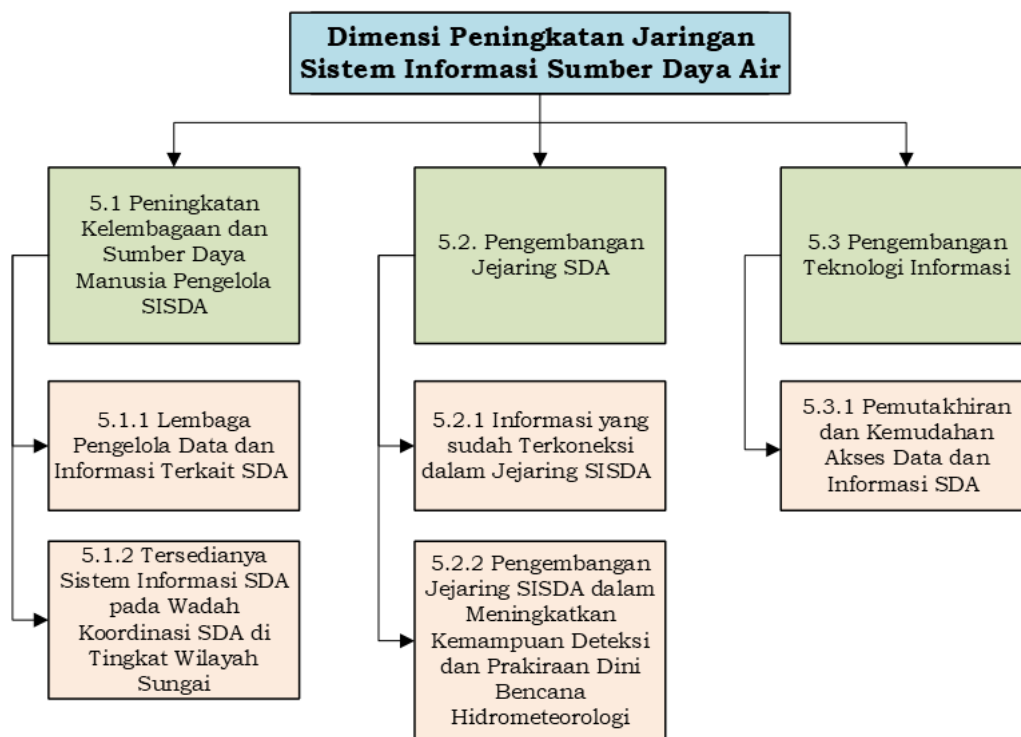 Dimensi Peningkatan Jaringan
Sistem Informasi Sumber Daya Air
5.1 Peningkatan
Kelembagaan dan
Sumber Daya
Manusia Pengelola
SISDA
5.2. Pengembangan
Jejaring SDA
5.3 Pengembangan
Teknologi Informasi
5.1.1 Lembaga
Pengelola Data dan
Informasi Terkait SDA
5.2.1 Informasi yang
sudah Terkoneksi
dalam Jejaring SISDA
5.3.1 Pemutakhiran
dan Kemudahan
Akses Data dan
Informasi SDA
5.1.2 Tersedianya
Sistem Informasi SDA
pada Wadah
Koordinasi SDA di
Tingkat Wilayah
Sungai
5.2.2 Pengembangan
Jejaring SISDA dalam
Meningkatkan
Kemampuan Deteksi
dan Prakiraan Dini
Bencana
Hidrometeorologi